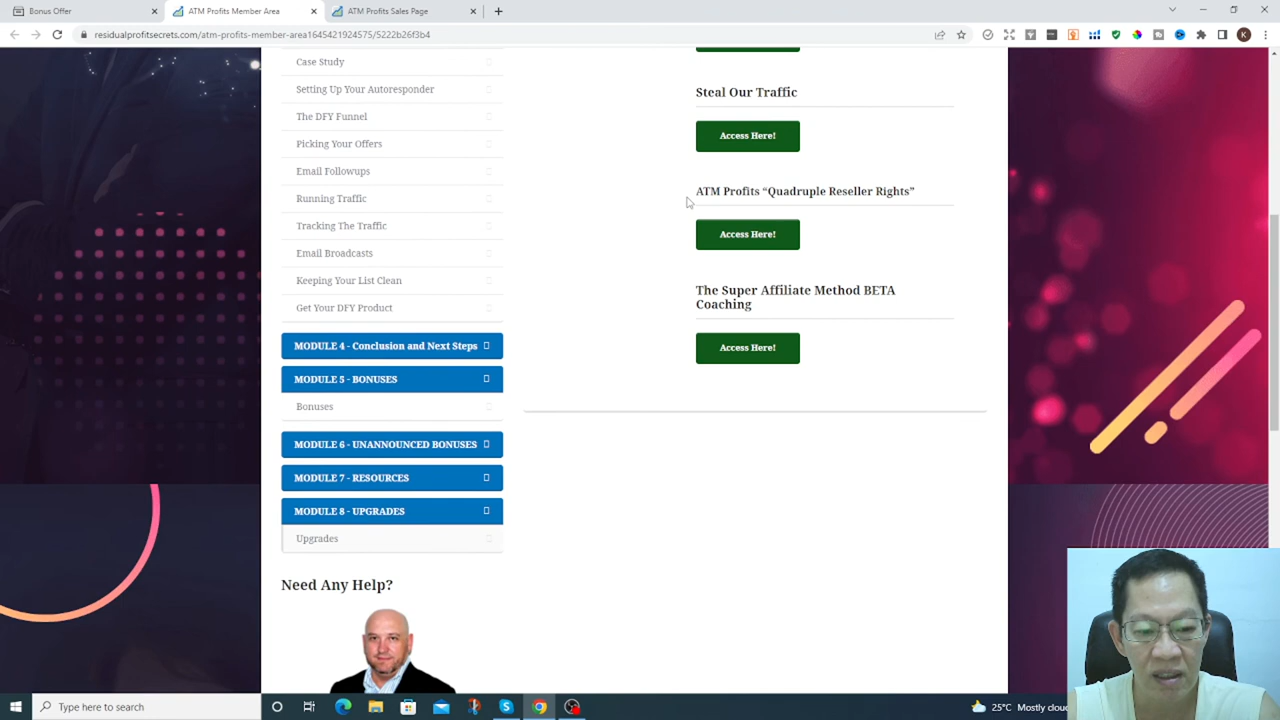 Bonus Offer
ATM Profits Member Area
ATM Profits Sales Page
residualprofitsecrets.com/atm-profits-member-area1645421924575/5222b26f3b4
K
Case Study
Setting Up Your Autoresponder
The DFY Funnel
Picking Your Offers
Email Followups
Running Traffic
Tracking The Traffic
Email Broadcasts
Keeping Your List Clean
Get Your DFY Product
MODULE 4 - Conclusion and Next Steps
MODULE 5 - BONUSES
Bonuses
MODULE 6 - UNANNOUNCED BONUSES
MODULE 7 - RESOURCES
MODULE 8 - UPGRADES
Upgrades
Need Any Help?
Steal Our Traffic
Access Here!
ATM Profits “Quadruple Reseller Rights”
Access Here!
The Super Affiliate Method BETA
Coaching
Access Here!
Type here to search
25°C Mostly clou